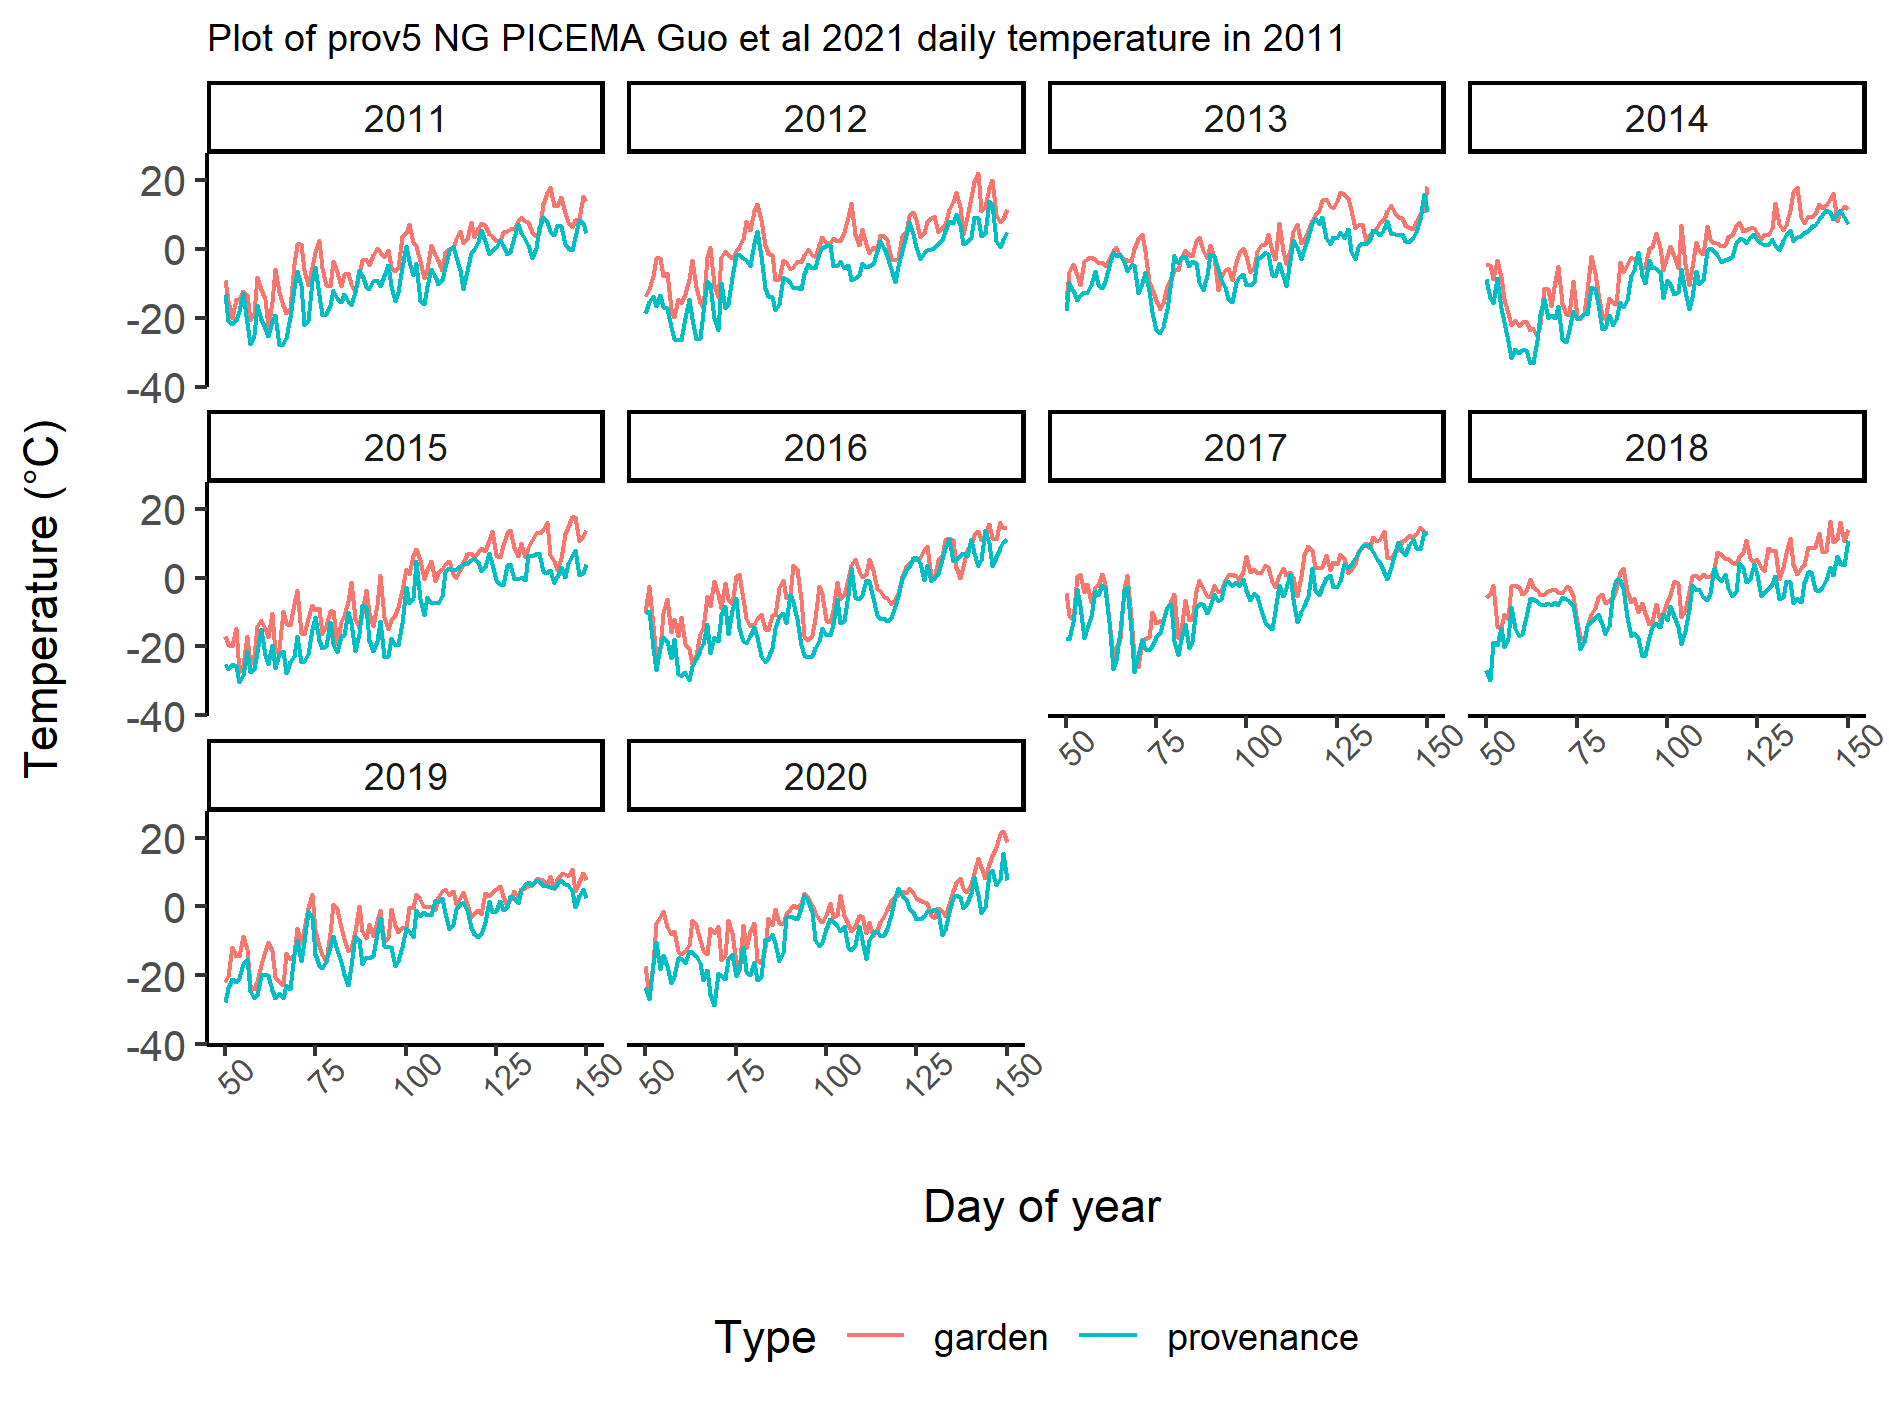 Plot of prov5 NG PICEMA Guo et al 2021 daily temperature in 2011
2011 2012 2013 2014
20
0
-20
-40
2015 2016 2017 2018
20
0
-20
-40
50 75 100 125 150 50 75 100 125 150
2019 2020
20
0
-20
-40
50 75 100 125 150 50 75 100 125 150
Temperature (°C)
Day of year
Type garden provenance